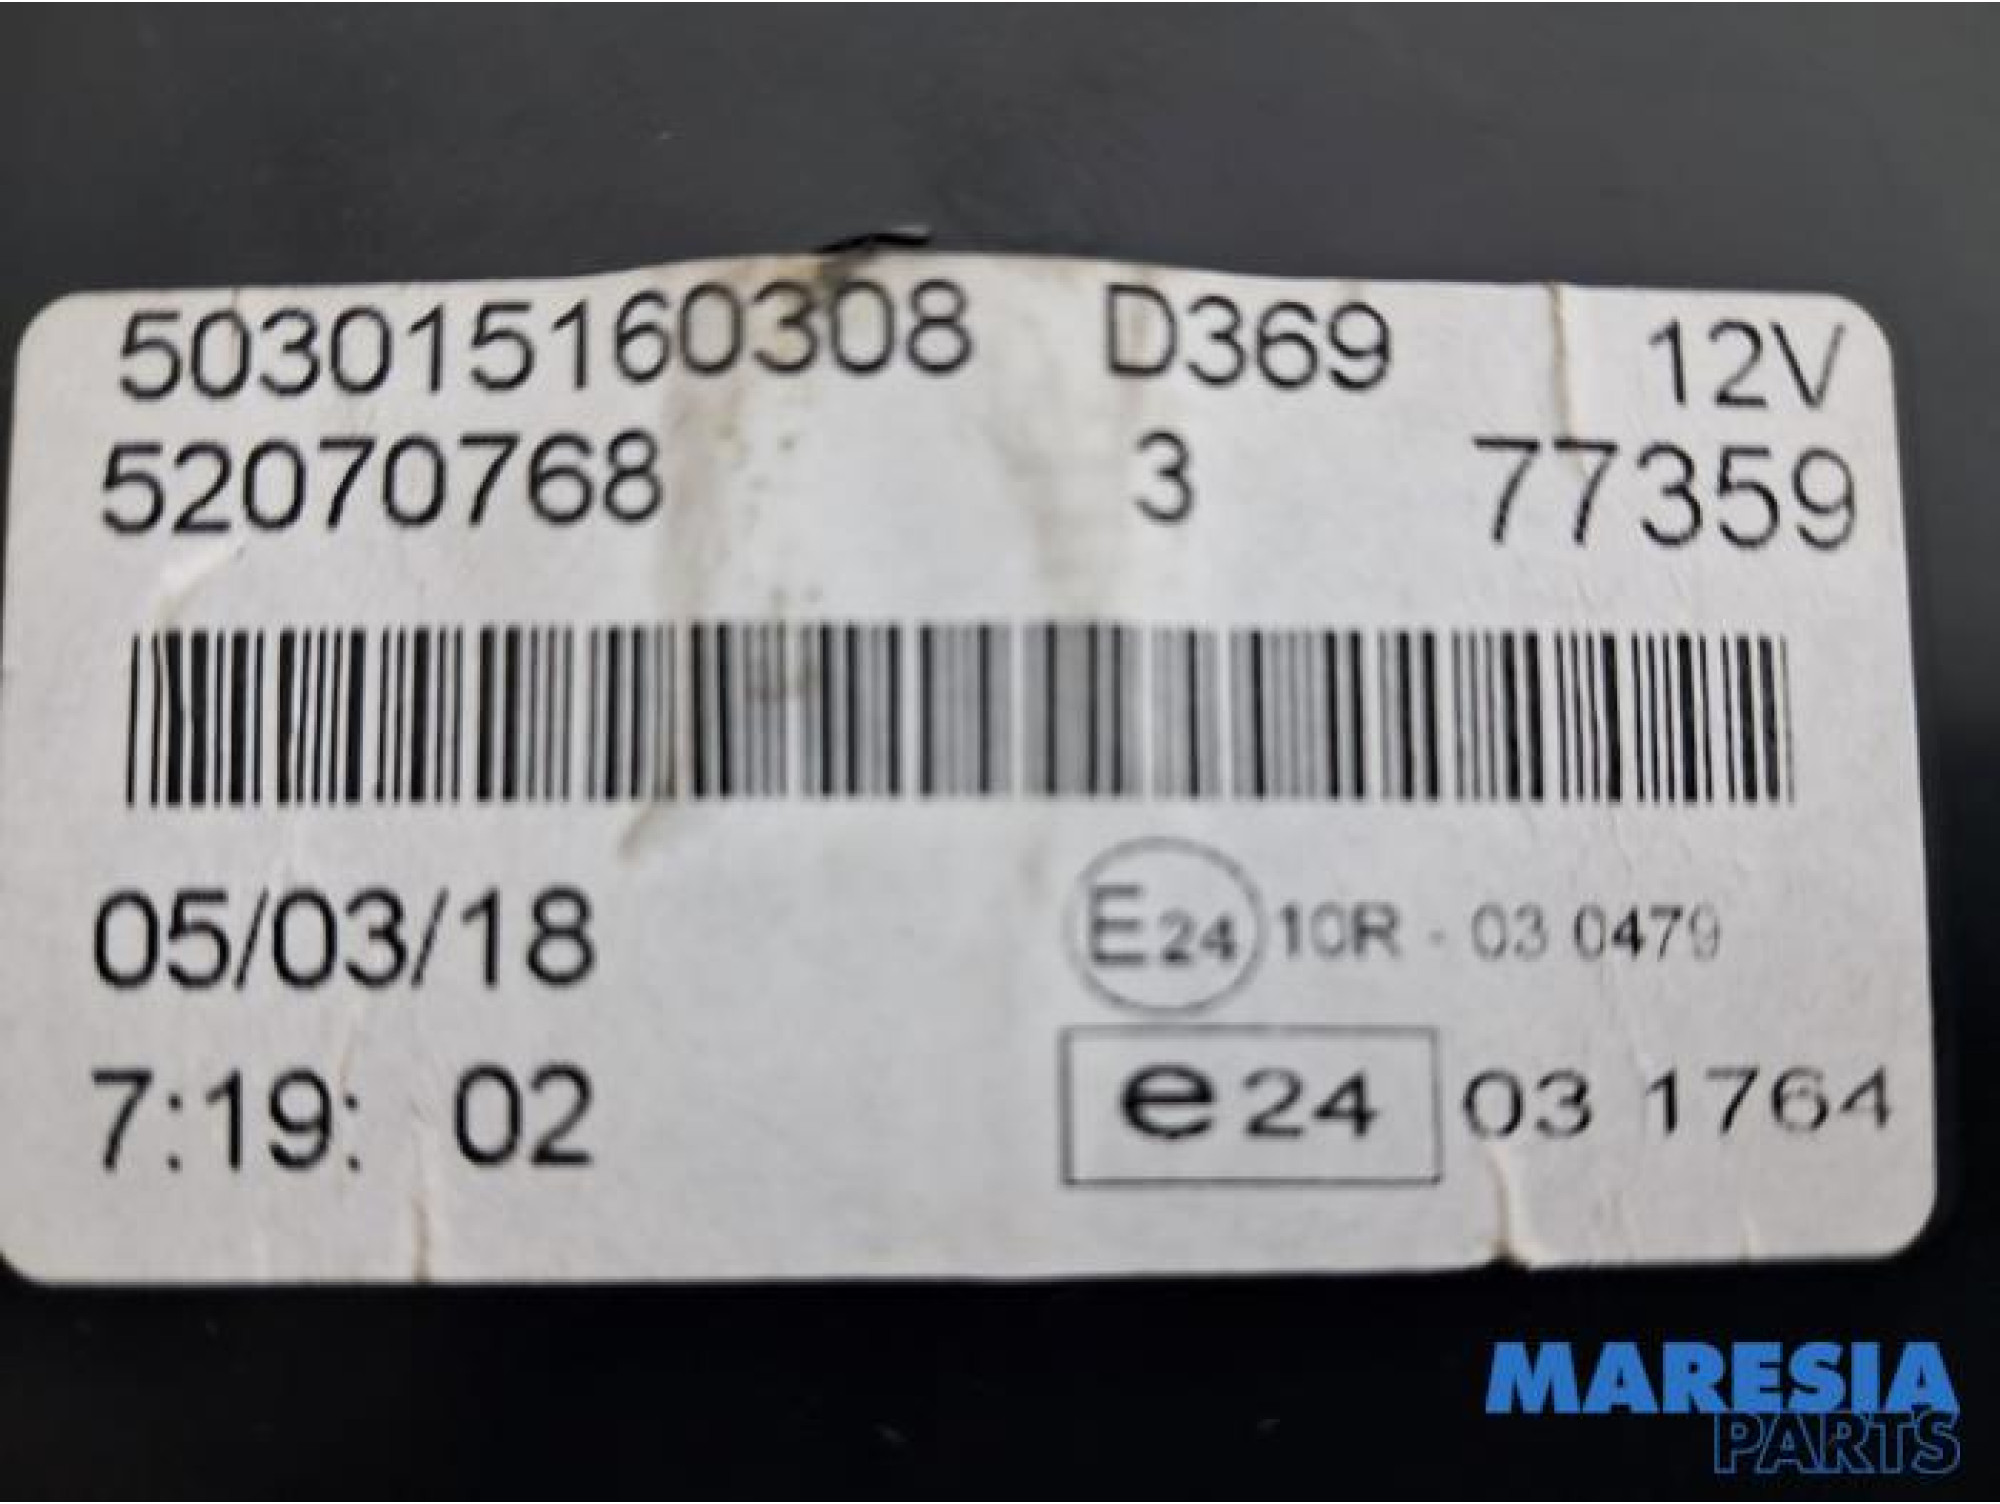 503015160308 D369 12V
52070768 3 77359
05/03/18
E24 10R - 03 0479
7:19: 02
e24 03 1764
MARESIA
PARTS